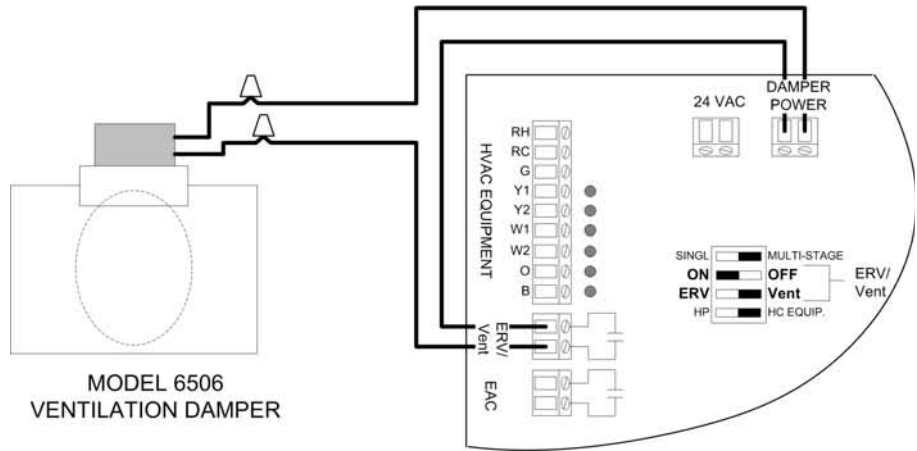 DAMPER
POWER
24 VAC
RH
RC
G
Y1
Y2
W1
W2
O
B
HVAC EQUIPMENT
SINGL
MULTI-STAGE
ON
OFF
ERV
Vent
HP
HC EQUIP.
ERV/
Vent
ERV/
Vent
EAC
MODEL 6506
VENTILATION DAMPER